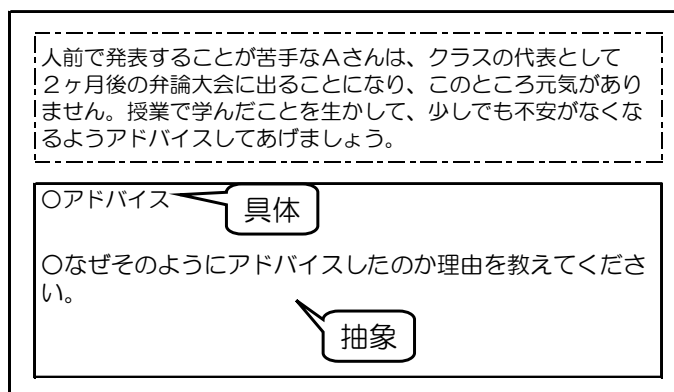 人前で発表することが苦手なＡさんは、クラスの代表として
２ヶ月後の弁論大会に出ることになり、このところ元気があり
ません。授業で学んだことを生かして、少しでも不安がなくな
るようアドバイスしてあげましょう。
〇アドバイス
具体
〇なぜそのようにアドバイスしたのか理由を教えてくださ
い。
抽象